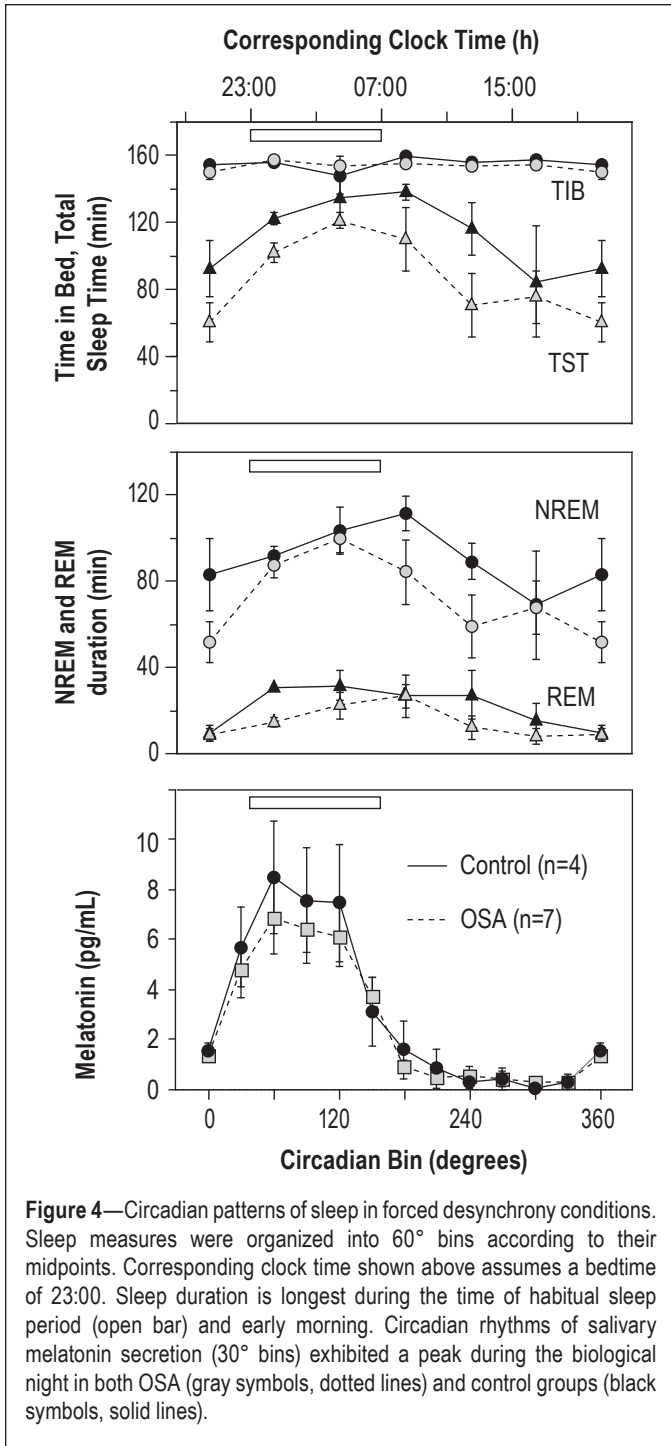 Corresponding Clock Time (h)
23:00 07:00 15:00
Time in Bed, Total
Sleep Time (min)
160
120
80
40
0
TIB
TST
NREM and REM
duration (min)
120
80
40
0
NREM
REM
Melatonin (pg/mL)
10
8
6
4
2
0
Control (n=4)
OSA (n=7)
0 120 240 360
Circadian Bin (degrees)
Figure 4—Circadian patterns of sleep in forced desynchrony conditions.
Sleep measures were organized into 60° bins according to their
midpoints. Corresponding clock time shown above assumes a bedtime
of 23:00. Sleep duration is longest during the time of habitual sleep
period (open bar) and early morning. Circadian rhythms of salivary
melatonin secretion (30° bins) exhibited a peak during the biological
night in both OSA (gray symbols, dotted lines) and control groups (black
symbols, solid lines).